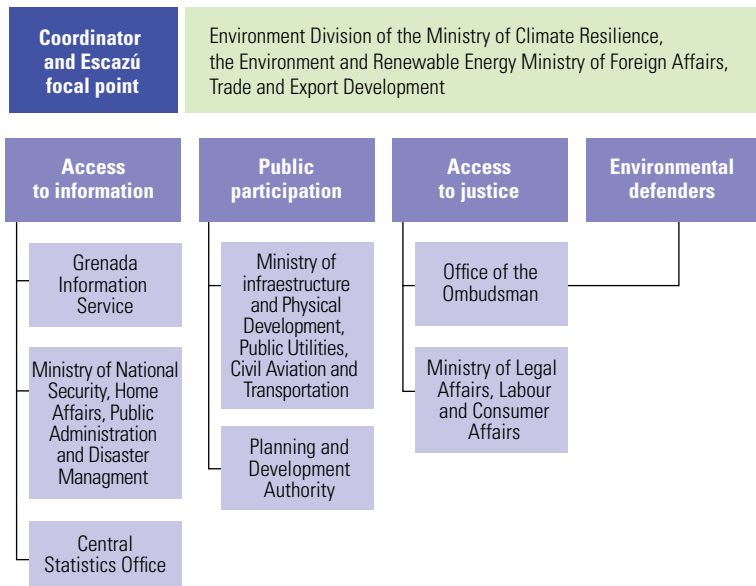 Coordinator
and Escazú
focal point
Environment Division of the Ministry of Climate Resilience,
the Environment and Renewable Energy Ministry of Foreign Affairs,
Trade and Export Development
Access
to information
Public
participation
Access
to justice
Environmental
defenders
Grenada
Information
Service
Ministry of National
Security, Home
Affairs, Public
Administration
and Disaster
Managment
Central
Statistics Office
Ministry of
infraestructure
and Physical
Development,
Public Utilities,
Civil Aviation and
Transportation
Planning and
Development
Authority
Office of the
Ombudsman
Ministry of Legal
Affairs, Labour
and Consumer
Affairs